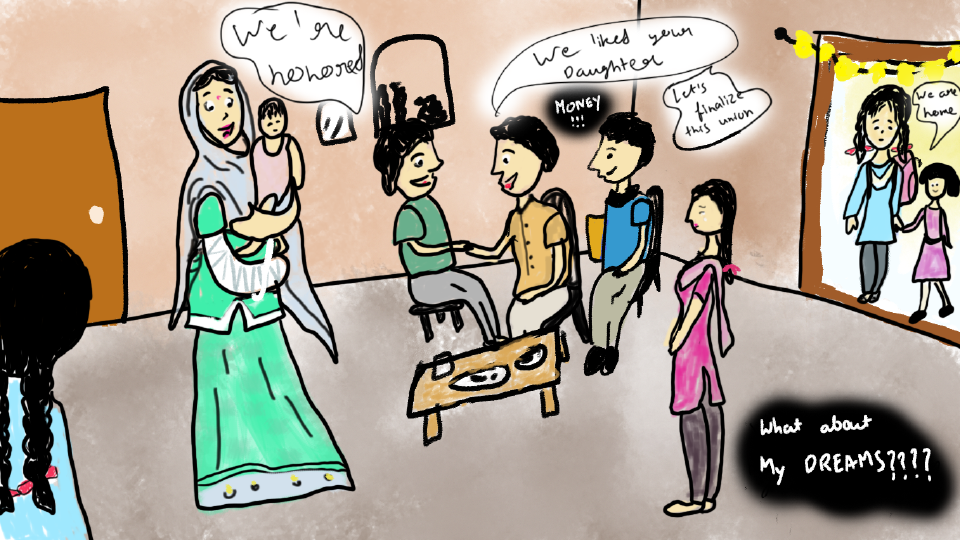 We're
honored
We liked your
Daughter
MONEY
!!!
Let's
finalize
this union
We are
home
What about
My DREAMS????